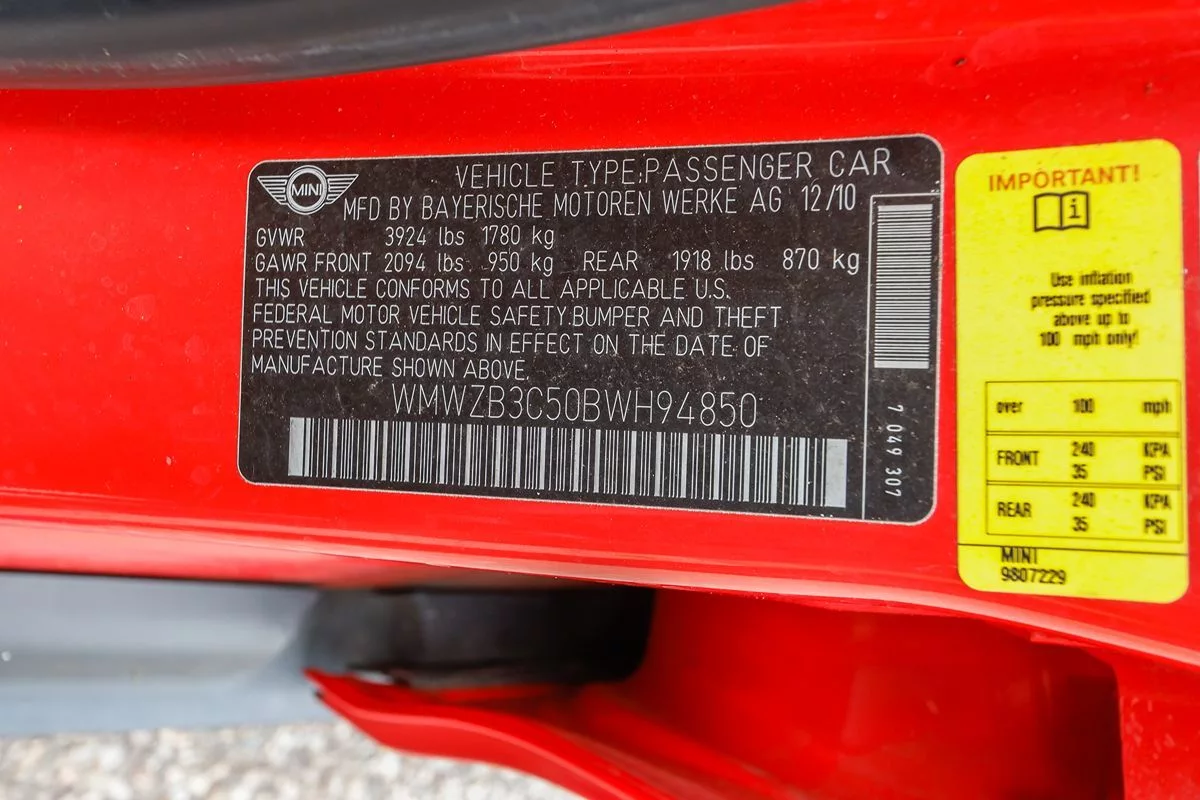 MINI
VEHICLE TYPE:PASSENGER CAR
MFD BY BAYERISCHE MOTOREN WERKE AG 12/10
GVWR 3924 lbs 1780 kg
GAWR FRONT 2094 lbs 950 kg REAR 1918 lbs 870 kg
THIS VEHICLE CONFORMS TO ALL APPLICABLE U.S.
FEDERAL MOTOR VEHICLE SAFETY.BUMPER AND THEFT
PREVENTION STANDARDS IN EFFECT ON THE DATE OF
MANUFACTURE SHOWN ABOVE.
WMWZB3C50BWH94850
7 049 307
IMPORTANT!
i
Use inflation
pressure specified
above up to
100 mph only!
over 100 mph
FRONT 240 KPA
35 PSI
REAR 240 KPA
35 PSI
MINI
9807229